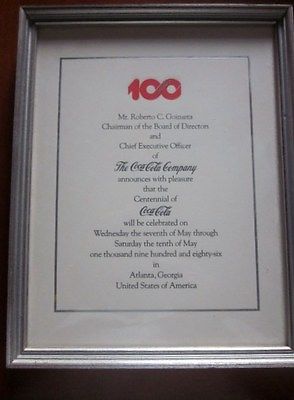 100
Mr. Roberto C. Goizueta
Chairman of the Board of Directors
and
Chief Executive Officer
of
The Coca-Cola Company
announces with pleasure
that the
Centennial of
Coca-Cola
will be celebrated on
Wednesday the seventh of May through
Saturday the tenth of May
one thousand nine hundred and eighty-six
in
Atlanta, Georgia
United States of America